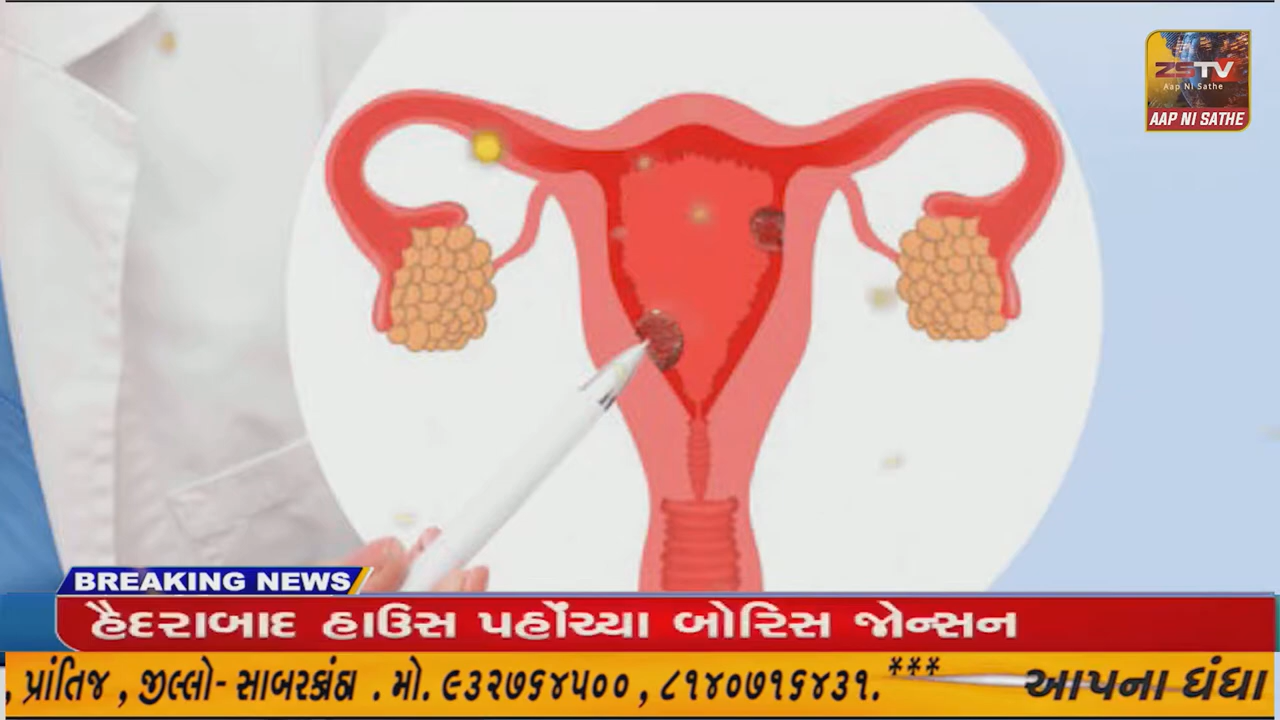 ZSTV
Aap Ni Sathe
AAP NI SATHE
BREAKING NEWS
હૈદરાબાદ હાઉસ પહોંચ્યા બોરિસ જોન્સન
, પ્રાંતિજ , જીલ્લો- સાબરકાંઠા . મો. ૯૩૨૭૬૪૫૦૦ , ૮૧૪૦૭૧૬૪૩૧. *** આપના ધંધા